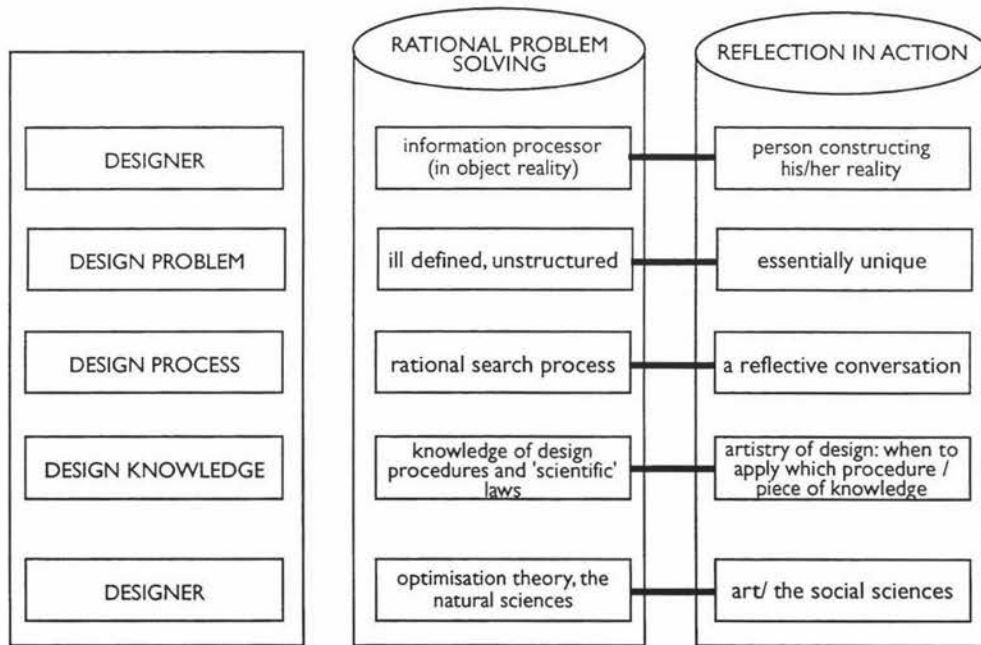 RATIONAL PROBLEM
SOLVING
REFLECTION IN ACTION
DESIGNER
information processor
(in object reality)
person constructing
his/her reality
DESIGN PROBLEM
ill defined, unstructured
essentially unique
DESIGN PROCESS
rational search process
a reflective conversation
DESIGN KNOWLEDGE
knowledge of design
procedures and 'scientific'
laws
artistry of design: when to
apply which procedure /
piece of knowledge
DESIGNER
optimisation theory, the
natural sciences
art/ the social sciences